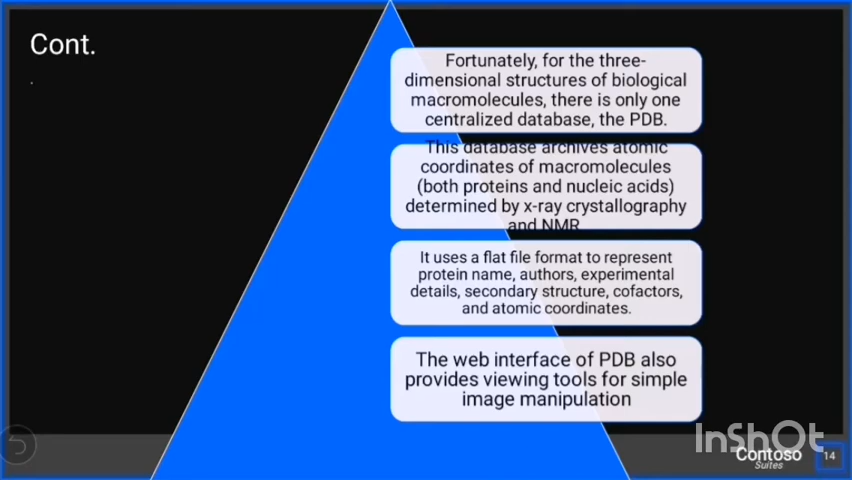 Cont.
.
Fortunately, for the three-
dimensional structures of biological
macromolecules, there is only one
centralized database, the PDB.
This database archives atomic
coordinates of macromolecules
(both proteins and nucleic acids)
determined by x-ray crystallography
and NMR
It uses a flat file format to represent
protein name, authors, experimental
details, secondary structure, cofactors,
and atomic coordinates.
The web interface of PDB also
provides viewing tools for simple
image manipulation
InShOt
Contoso
Suites
14